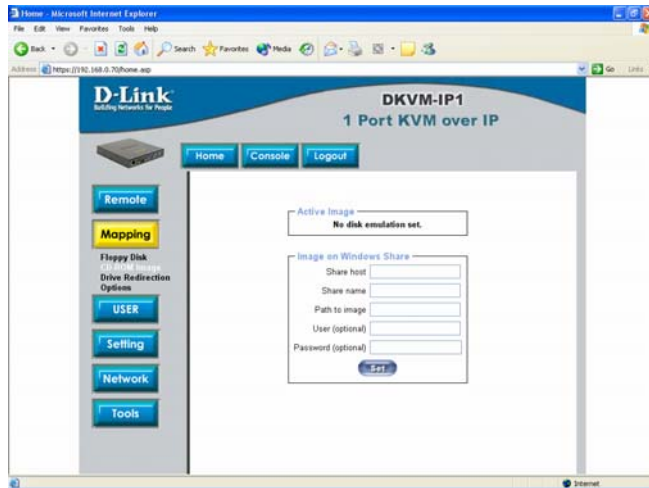 Home - Microsoft Internet Explorer
File Edit View Favorites Tools Help
Back Search Favorites Media
Address https://192.168.0.70/home.asp Go Links
D-Link
Building Networks for People
DKVM-IP1
1 Port KVM over IP
Home Console Logout
Remote
Mapping
Floppy Disk
CD-ROM Image
Drive Redirection
Options
USER
Setting
Network
Tools
Active Image
No disk emulation set.
Image on Windows Share
Share host
Share name
Path to image
User (optional)
Password (optional)
Set
Internet